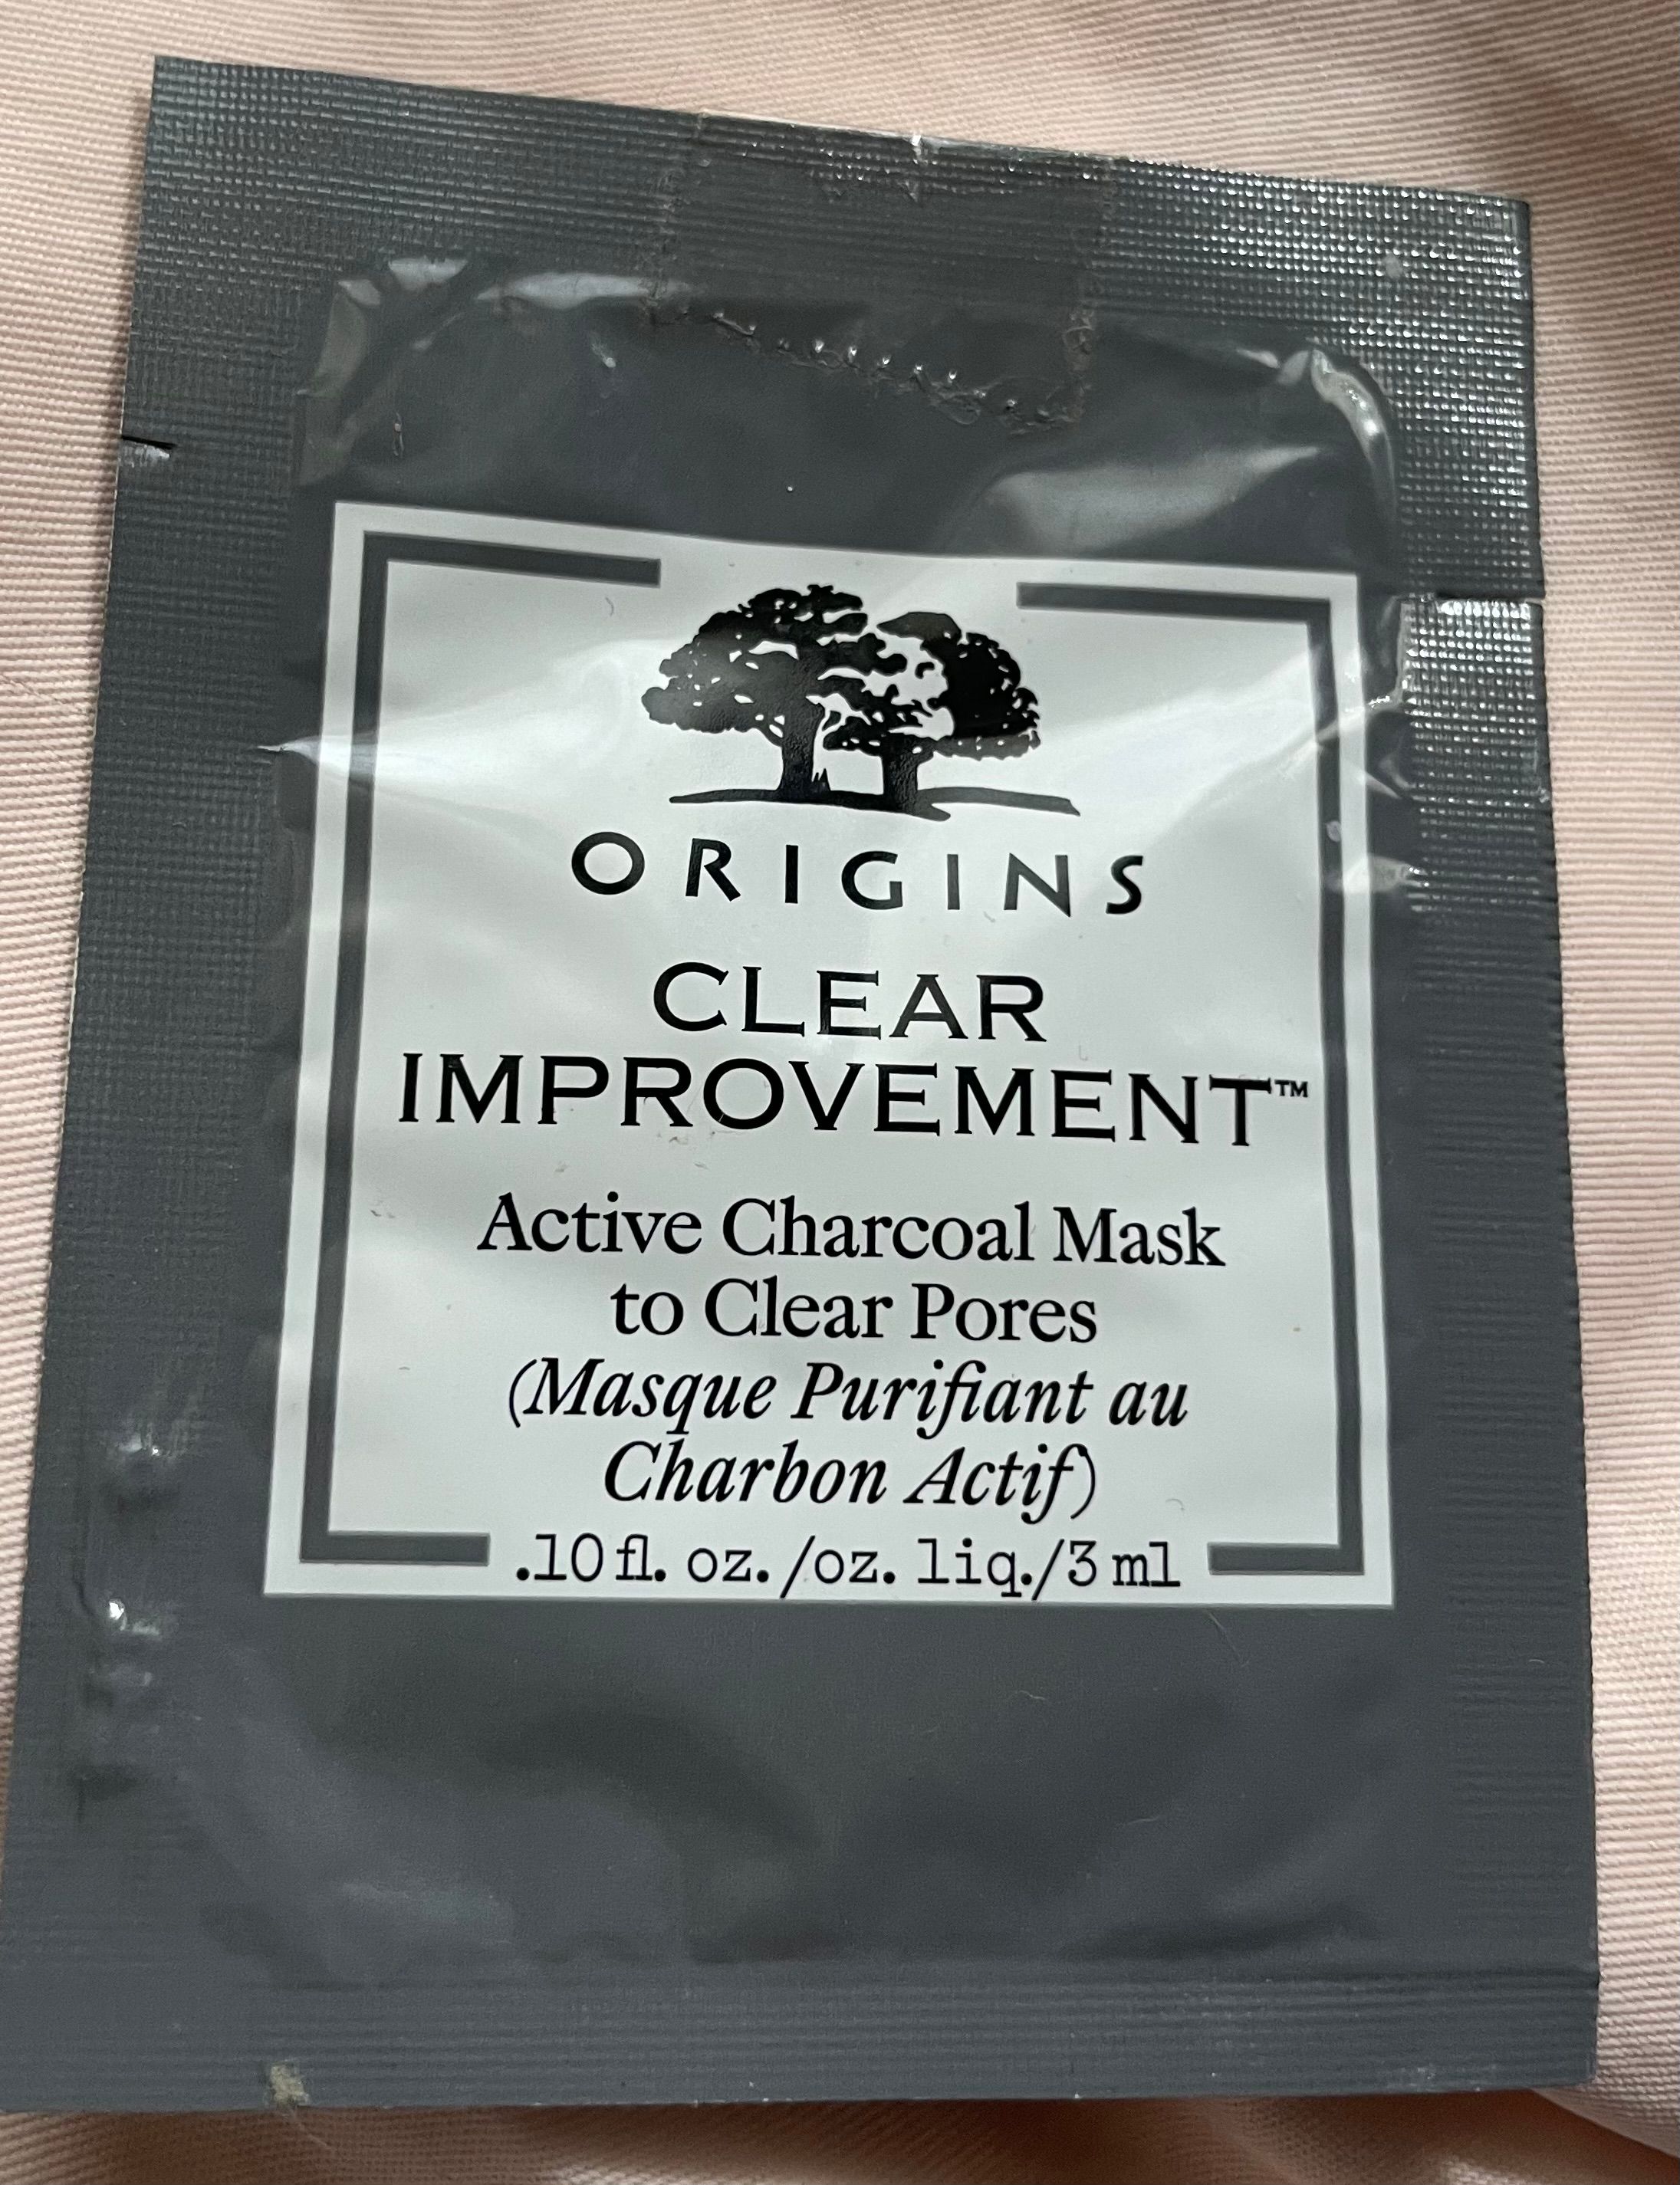 ORIGINS
CLEAR
IMPROVEMENT™
Active Charcoal Mask
to Clear Pores
(Masque Purifiant au
Charbon Actif)
.10 fl. oz./oz. liq./3 ml